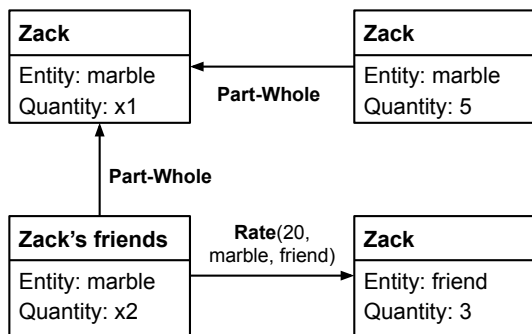 Zack
Entity: marble
Quantity: x1
Zack
Entity: marble
Quantity: 5
Part-Whole
Part-Whole
Zack's friends
Entity: marble
Quantity: x2
Rate(20,
marble, friend)
Zack
Entity: friend
Quantity: 3